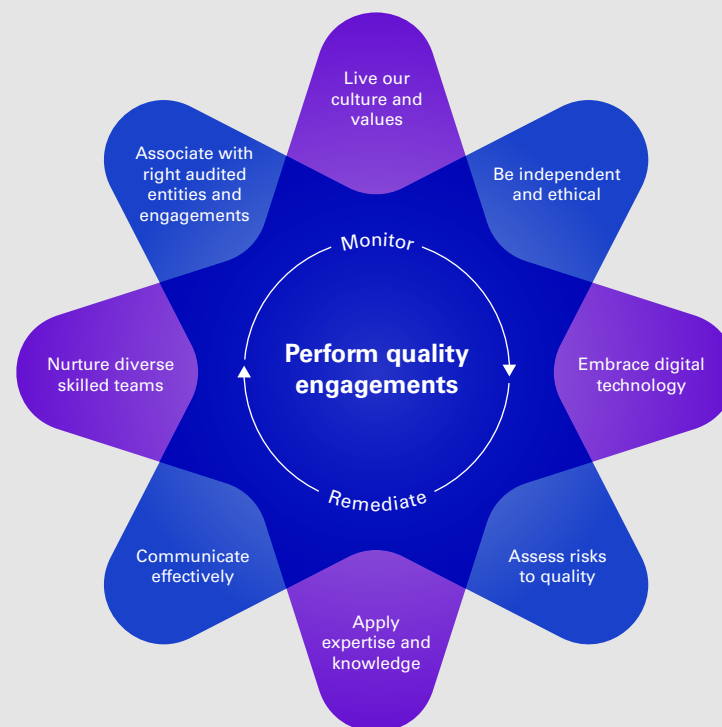 Live our
culture and
values
Associate with
right audited
entities and
engagements
Be independent
and ethical
Monitor
Perform quality
engagements
Nurture diverse
skilled teams
Embrace digital
technology
Remediate
Communicate
effectively
Assess risks
to quality
Apply
expertise and
knowledge